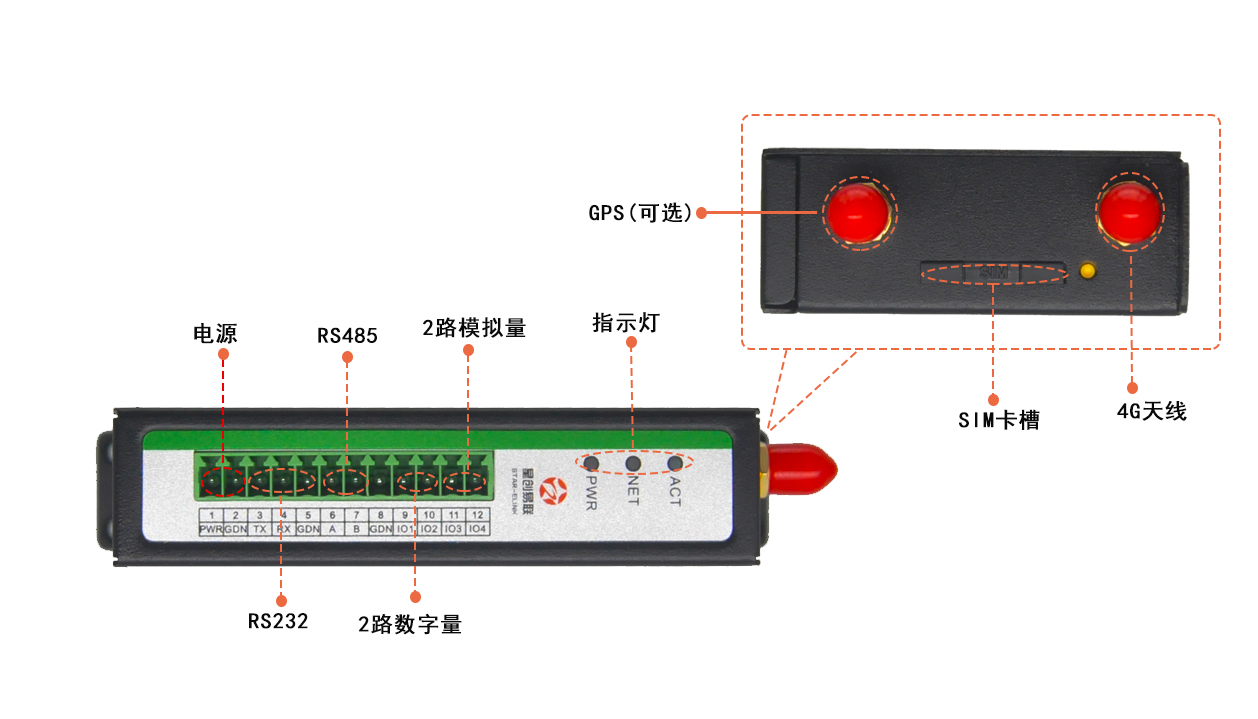 GPS(可选)
SIM
SIM卡槽
4G天线
电源
RS485
2路模拟量
指示灯
星创易联
STAR-ELINK
PWR
NET
ACT
1 2 3 4 5 6 7 8 9 10 11 12
PWR GDN TX RX GDN A B GDN IO1 IO2 IO3 IO4
RS232
2路数字量